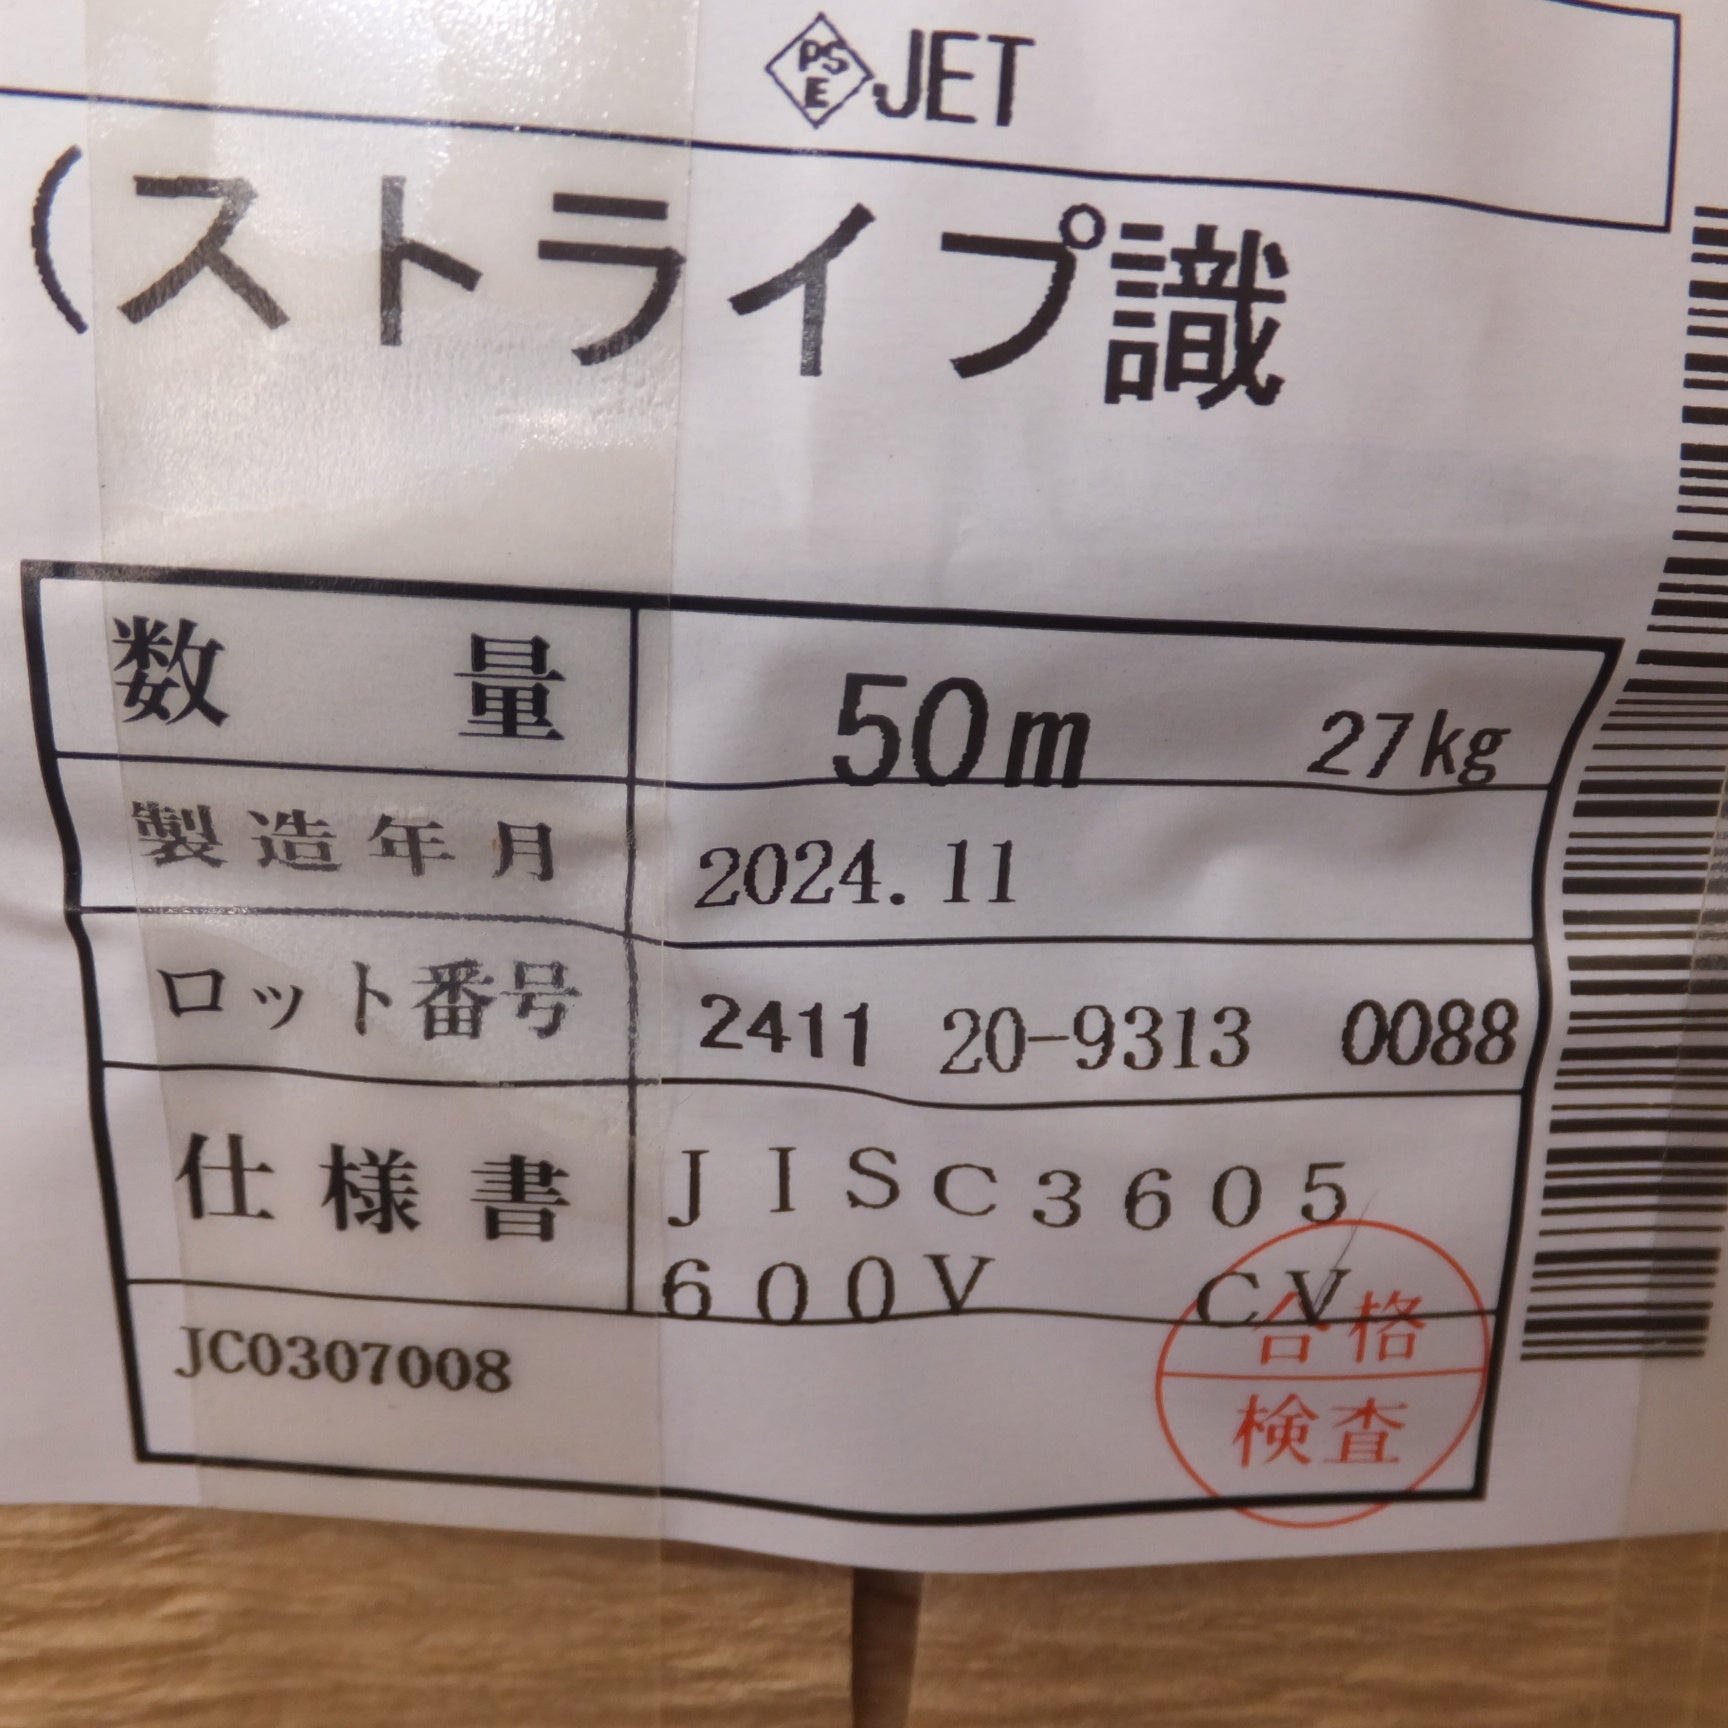 PSE JET
(ストライプ識
数量 50m 27kg
製造年月 2024.11
ロット番号 2411 20-9313 0088
仕様書 JISC3605
600V CV
JC0307008
合格
検査